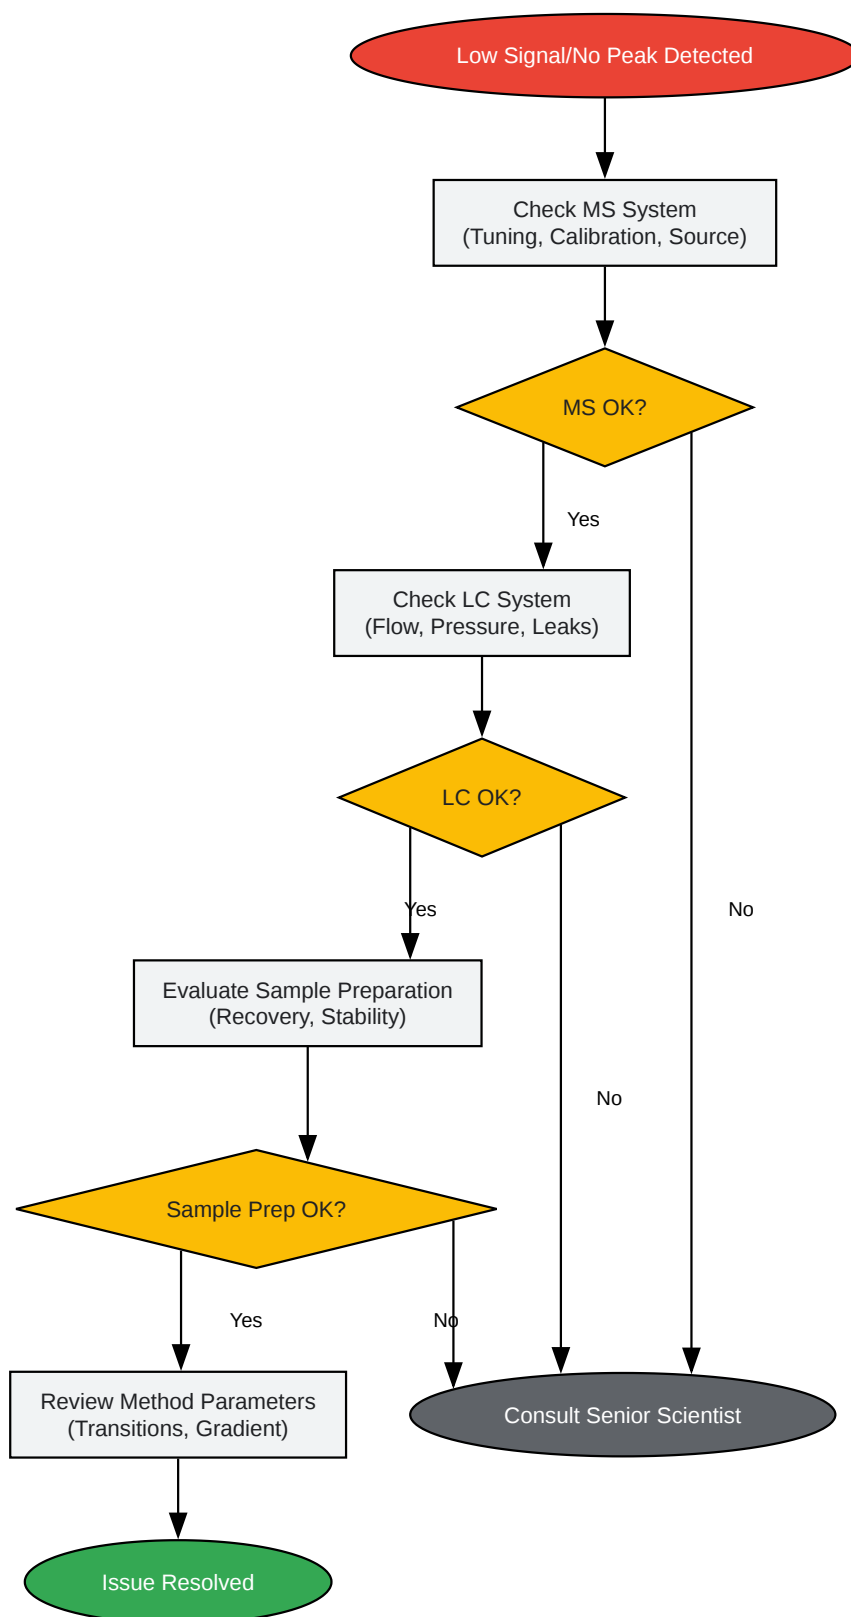 Low Signal/No Peak Detected
Check MS System
(Tuning, Calibration, Source)
MS OK?
Yes
Check LC System
(Flow, Pressure, Leaks)
LC OK?
Yes
No
Evaluate Sample Preparation
(Recovery, Stability)
No
Sample Prep OK?
Yes
No
Review Method Parameters
(Transitions, Gradient)
Consult Senior Scientist
Issue Resolved